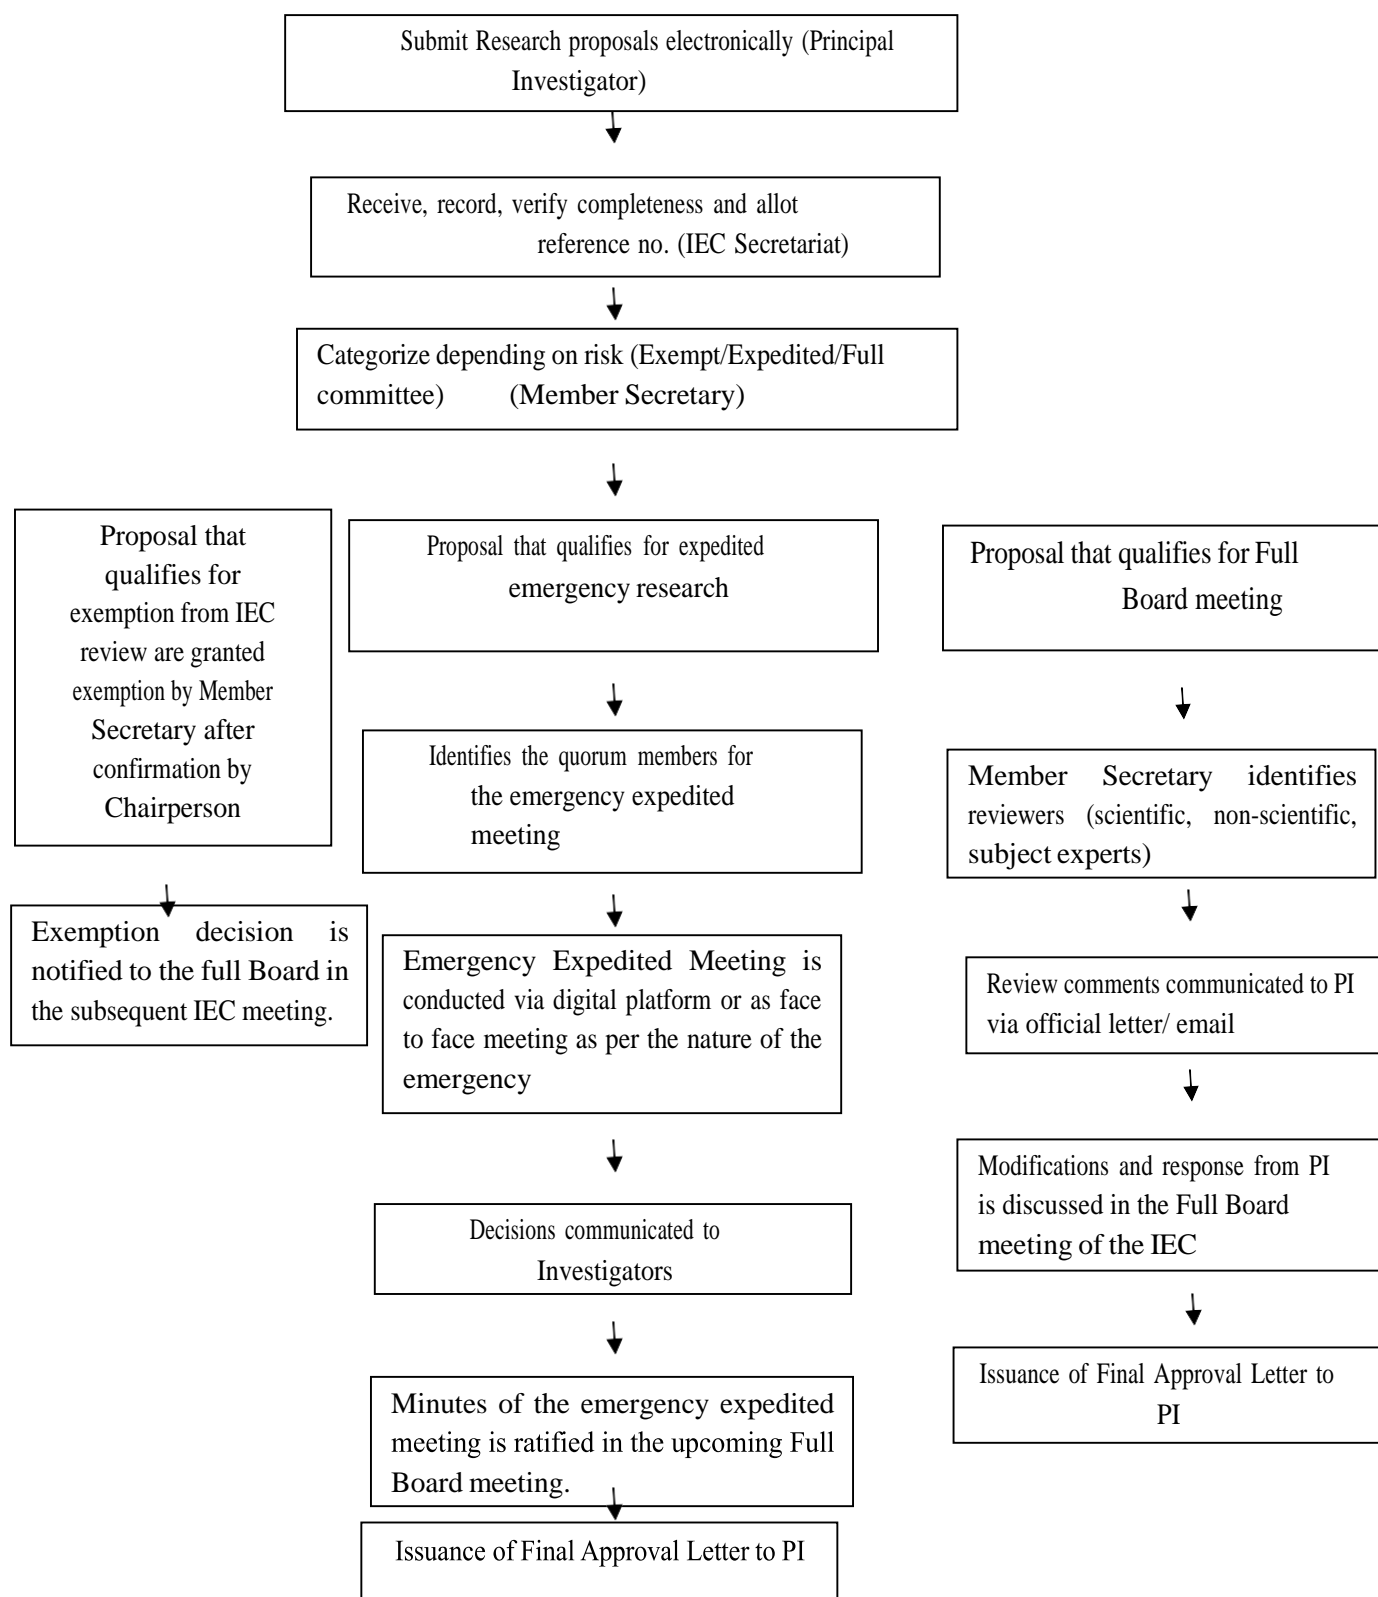 Submit Research proposals electronically (Principal
Investigator)
Receive, record, verify completeness and allot
reference no. (IEC Secretariat)
Categorize depending on risk (Exempt/Expedited/Full
committee) (Member Secretary)
Proposal that
qualifies for
exemption from IEC
review are granted
exemption by Member
Secretary after
confirmation by
Chairperson
Exemption decision is
notified to the full Board in
the subsequent IEC meeting.
Proposal that qualifies for expedited
emergency research
Identifies the quorum members for
the emergency expedited
meeting
Emergency Expedited Meeting is
conducted via digital platform or as face
to face meeting as per the nature of the
emergency
Decisions communicated to
Investigators
Minutes of the emergency expedited
meeting is ratified in the upcoming Full
Board meeting.
Issuance of Final Approval Letter to PI
Proposal that qualifies for Full
Board meeting
Member Secretary identifies
reviewers (scientific, non-scientific,
subject experts)
Review comments communicated to PI
via official letter/ email
Modifications and response from PI
is discussed in the Full Board
meeting of the IEC
Issuance of Final Approval Letter to
PI